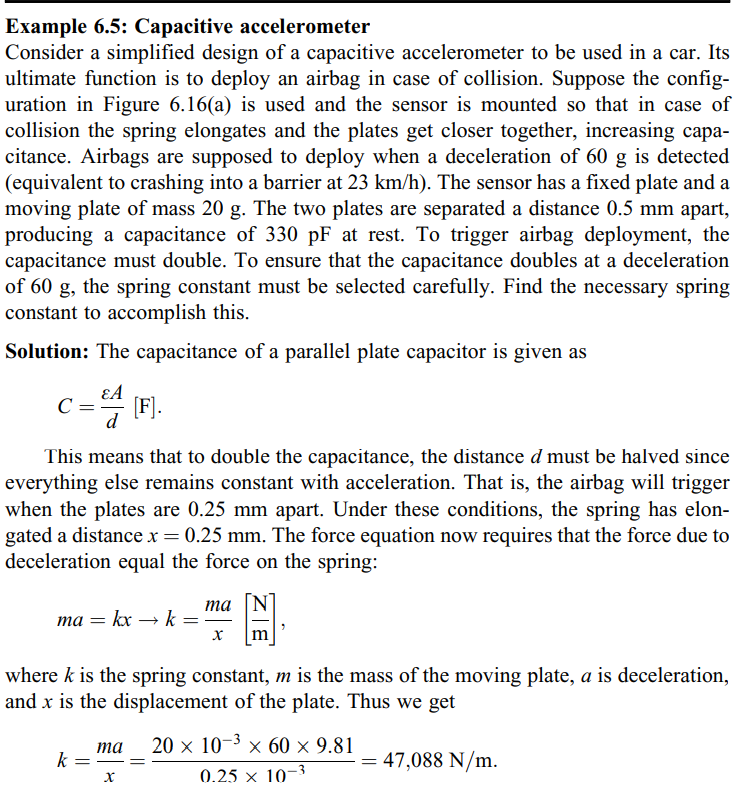 Example 6.5: Capacitive accelerometer
Consider a simplified design of a capacitive accelerometer to be used in a car. Its
ultimate function is to deploy an airbag in case of collision. Suppose the config-
uration in Figure 6.16(a) is used and the sensor is mounted so that in case of
collision the spring elongates and the plates get closer together, increasing capa-
citance. Airbags are supposed to deploy when a deceleration of 60 g is detected
(equivalent to crashing into a barrier at 23 km/h). The sensor has a fixed plate and a
moving plate of mass 20 g. The two plates are separated a distance 0.5 mm apart,
producing a capacitance of 330 pF at rest. To trigger airbag deployment, the
capacitance must double. To ensure that the capacitance doubles at a deceleration
of 60 g, the spring constant must be selected carefully. Find the necessary spring
constant to accomplish this.
Solution: The capacitance of a parallel plate capacitor is given as
C = εA/d [F].
This means that to double the capacitance, the distance d must be halved since
everything else remains constant with acceleration. That is, the airbag will trigger
when the plates are 0.25 mm apart. Under these conditions, the spring has elon-
gated a distance x = 0.25 mm. The force equation now requires that the force due to
deceleration equal the force on the spring:
ma = kx → k = ma/x [N/m],
where k is the spring constant, m is the mass of the moving plate, a is deceleration,
and x is the displacement of the plate. Thus we get
k = ma/x = 20 × 10⁻³ × 60 × 9.81/0.25 × 10⁻³ = 47,088 N/m.